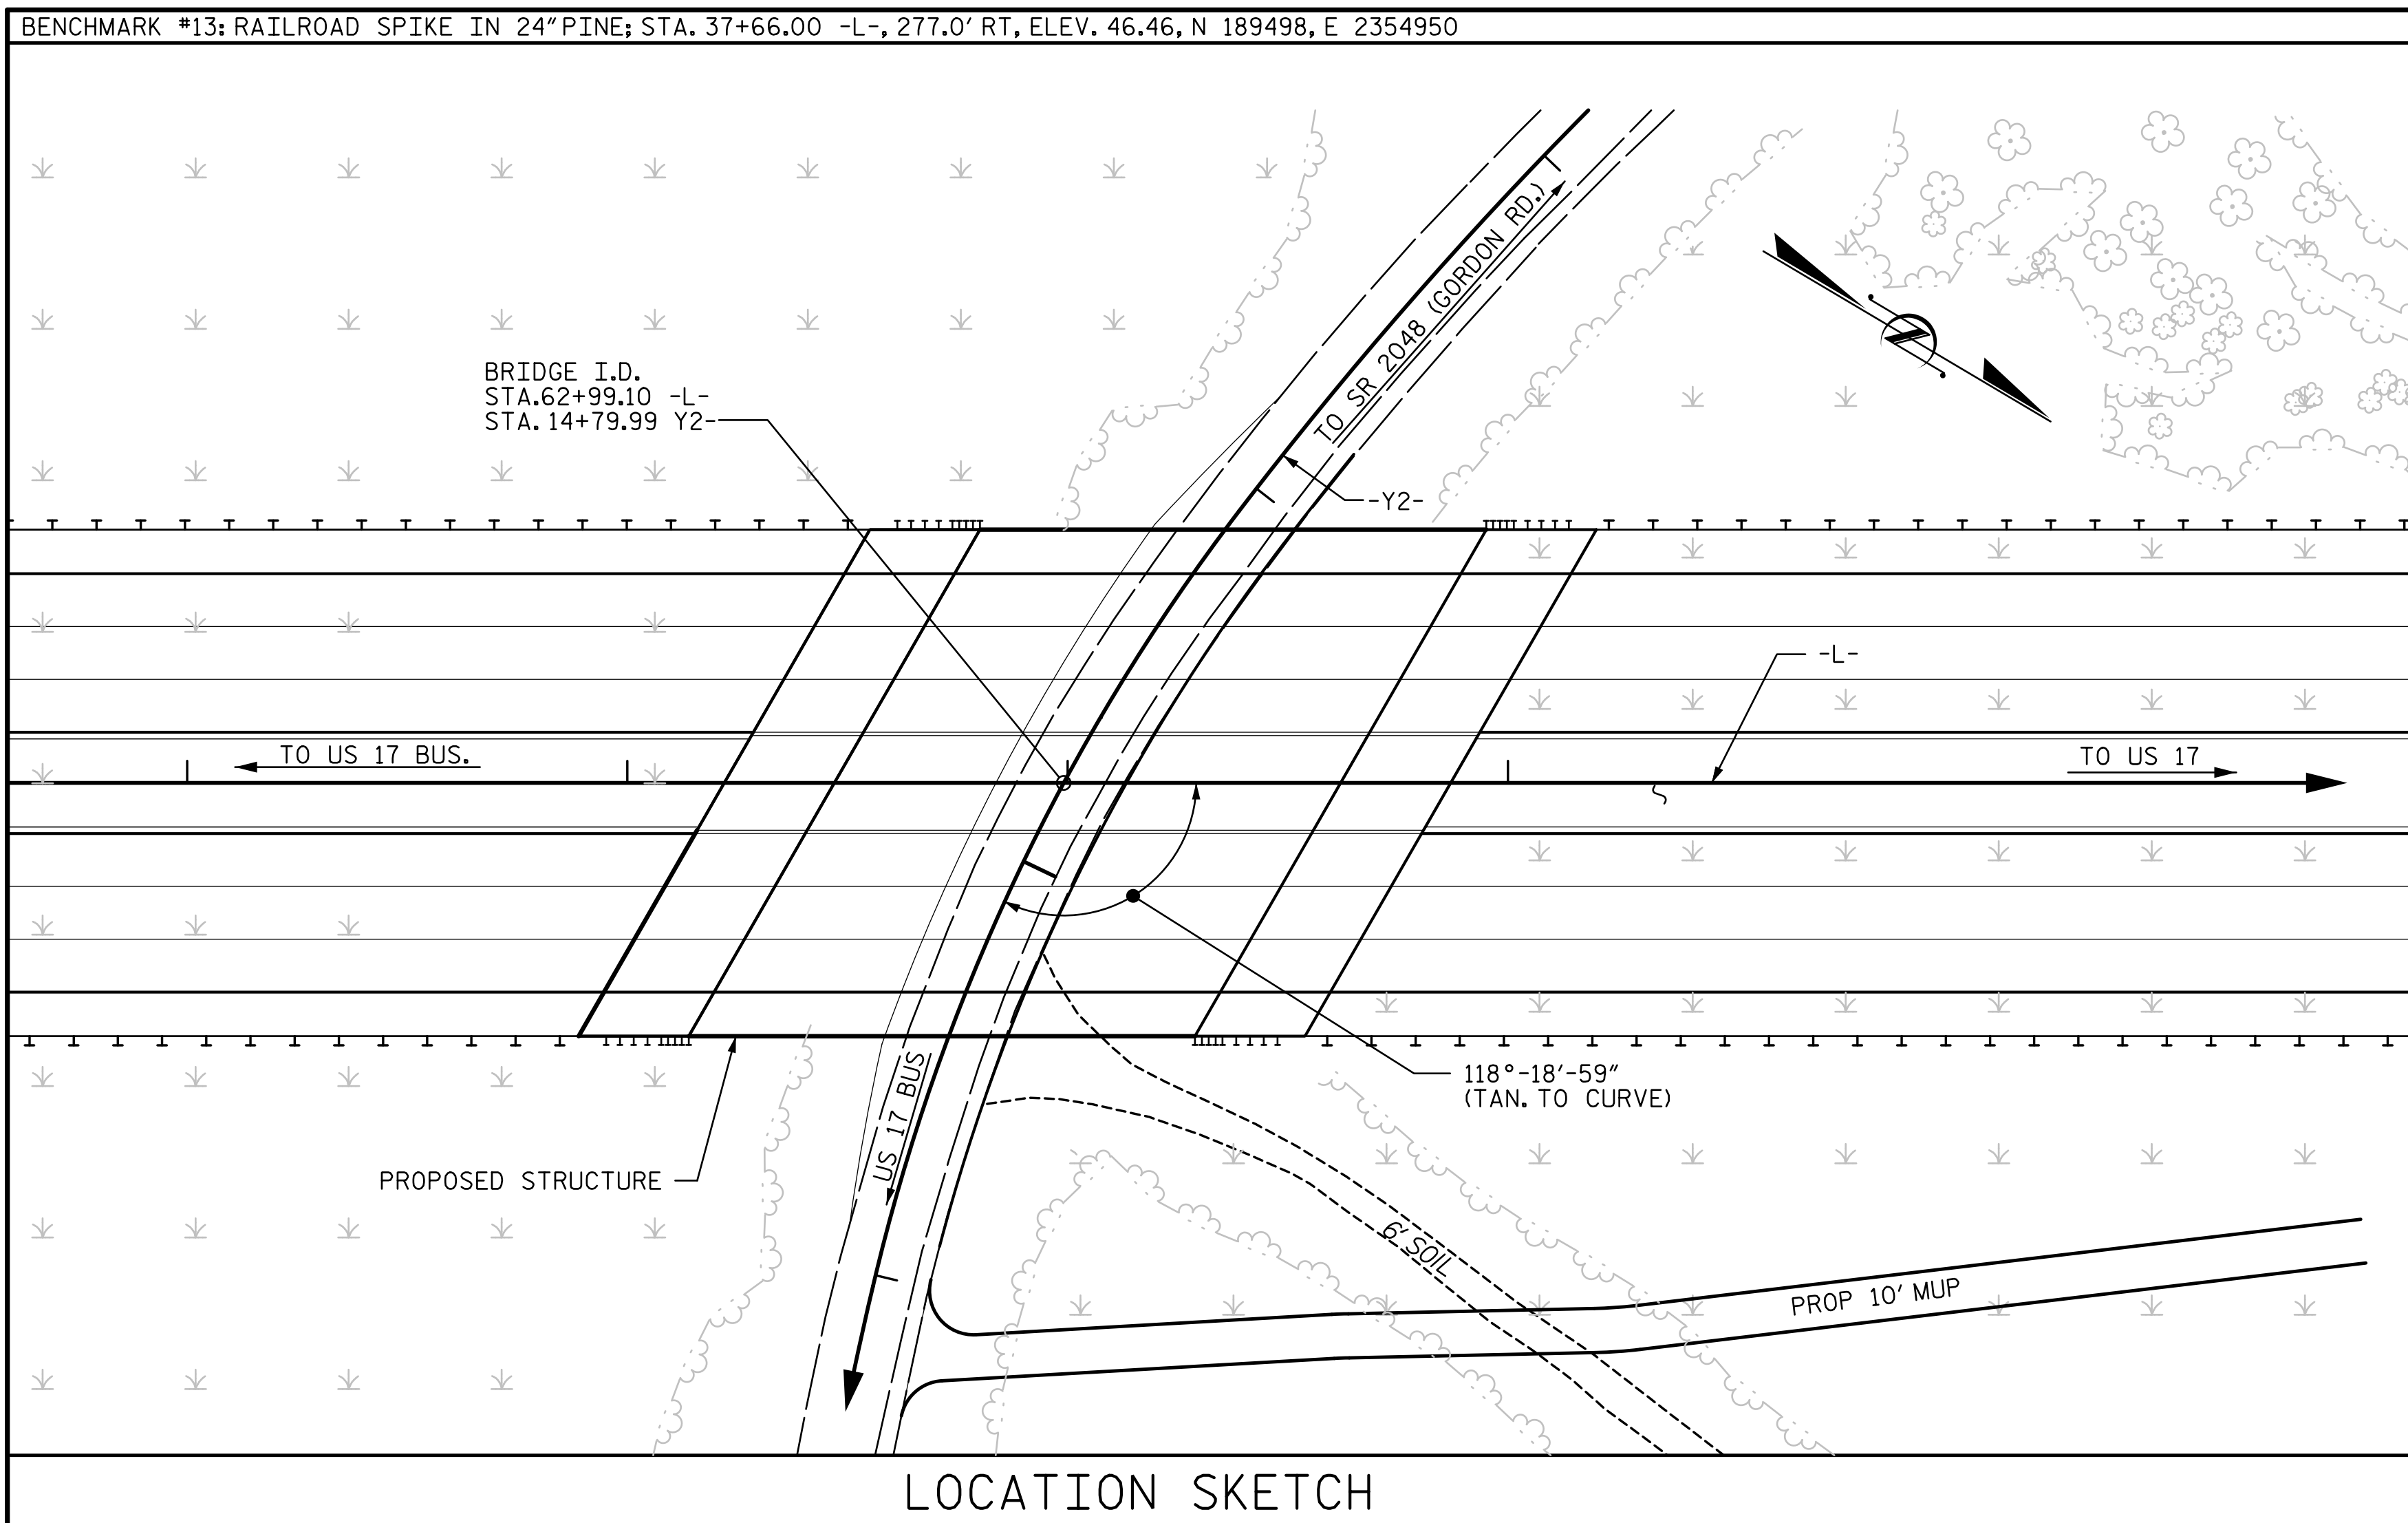 BENCHMARK #13: RAILROAD SPIKE IN 24" PINE; STA. 37+66.00 -L-, 277.0' RT, ELEV. 46.46, N 189498, E 2354950
TO SR 2048 (GORDON RD.)
BRIDGE I.D.
STA.62+99.10 -L-
STA. 14+79.99 Y2-
-Y2-
-L-
TO US 17 BUS.
TO US 17
118°-18'-59"
(TAN. TO CURVE)
US 17 BUS
PROPOSED STRUCTURE
6' SOIL
PROP 10' MUP
LOCATION SKETCH